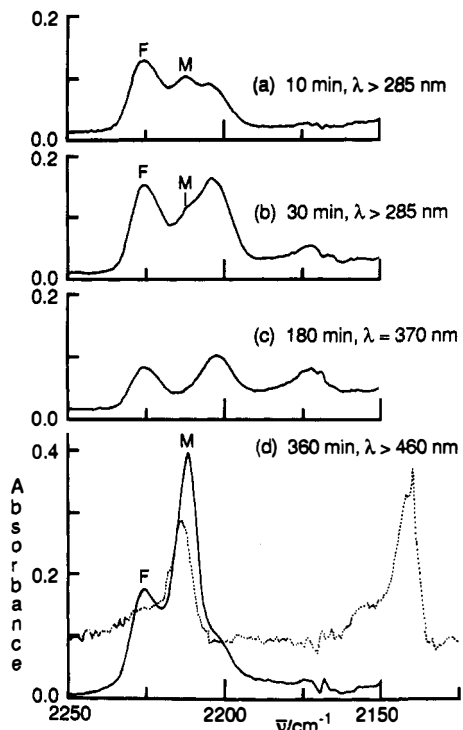 0.2
F
M
(a) 10 min, λ > 285 nm
0.0
0.2
F
M
(b) 30 min, λ > 285 nm
0.0
0.2
(c) 180 min, λ = 370 nm
0.0
0.4
M
(d) 360 min, λ > 460 nm
F
Absorbance
0.2
0.0
2250
2200
2150
ν̄/cm⁻¹